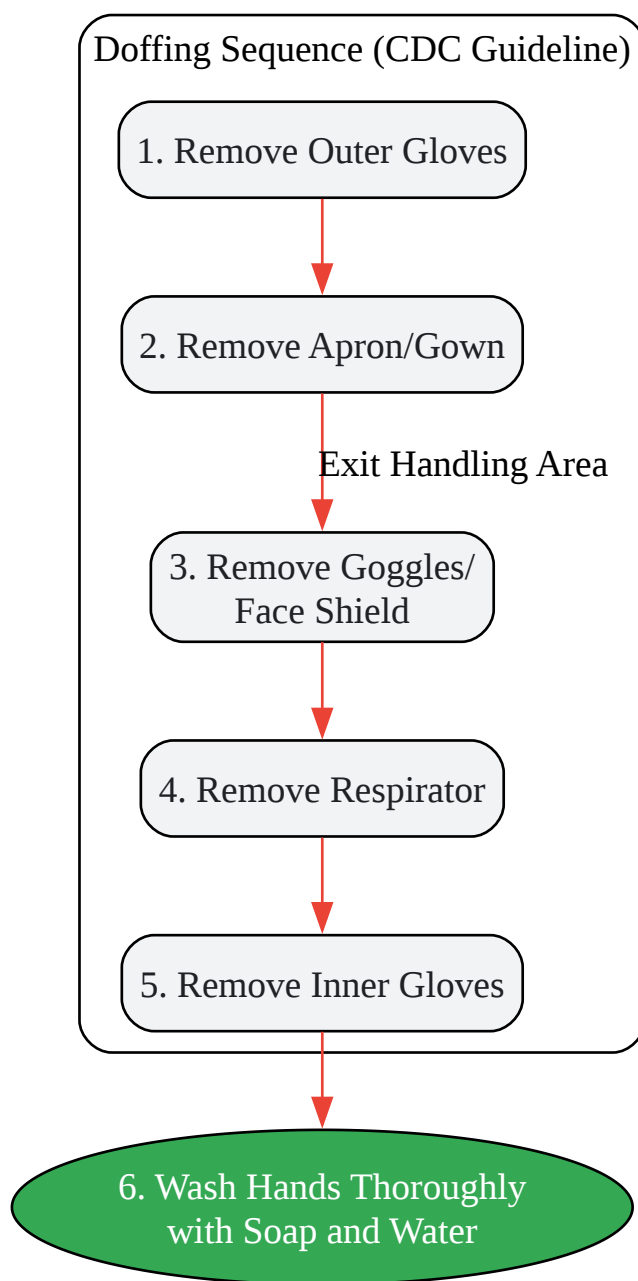 Doffing Sequence (CDC Guideline)
1. Remove Outer Gloves
2. Remove Apron/Gown
Exit Handling Area
3. Remove Goggles/
Face Shield
4. Remove Respirator
5. Remove Inner Gloves
6. Wash Hands Thoroughly
with Soap and Water